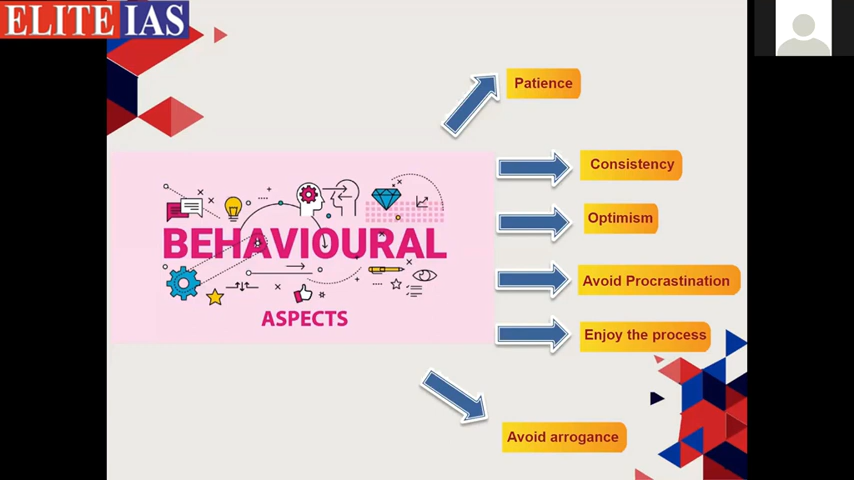 ELITE IAS
Patience
Consistency
Optimism
BEHAVIOURAL
Avoid Procrastination
ASPECTS
Enjoy the process
Avoid arrogance